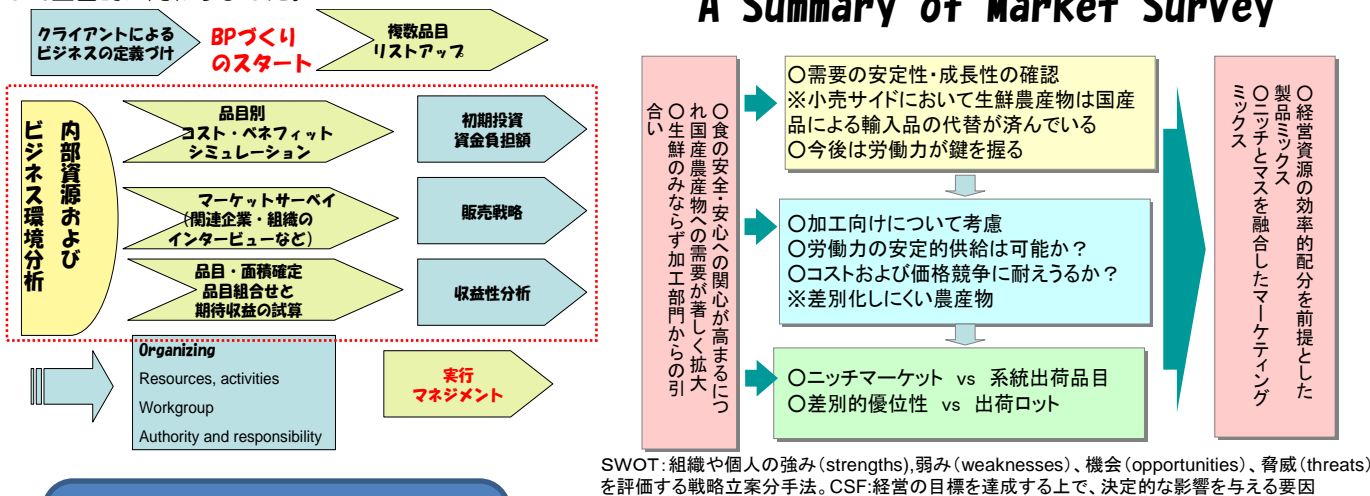 クライアントによる
ビジネスの定義づけ
BPづくり
のスタート
複数品目
リストアップ
内部資源および
ビジネス環境分析
品目別
コスト・ベネフィット
シミュレーション
初期投資
資金負担額
マーケットサーベイ
(関連企業・組織の
インタービューなど)
販売戦略
品目・面積確定
品目組合せと
期待収益の試算
収益性分析
Organizing
Resources, activities
Workgroup
Authority and responsibility
実行
マネジメント
A Summary of Market Survey
〇食の安全・安心への関心が高まるにつ
れ国産農産物への需要が著しく拡大
〇生鮮のみならず加工部門からの引
合い
〇需要の安定性・成長性の確認
※小売サイドにおいて生鮮農産物は国産
品による輸入品の代替が済んでいる
〇今後は労働力が鍵を握る
〇加工向けについて考慮
〇労働力の安定的供給は可能か？
〇コストおよび価格競争に耐えうるか？
※差別化しにくい農産物
〇ニッチマーケット vs 系統出荷品目
〇差別的優位性 vs 出荷ロット
〇経営資源の効率的配分を前提とした
製品ミックス
〇ニッチとマスを融合したマーケティング
ミックス
SWOT:組織や個人の強み(strengths),弱み(weaknesses)、機会(opportunities)、脅威(threats)
を評価する戦略立案分手法。CSF:経営の目標を達成する上で、決定的な影響を与える要因